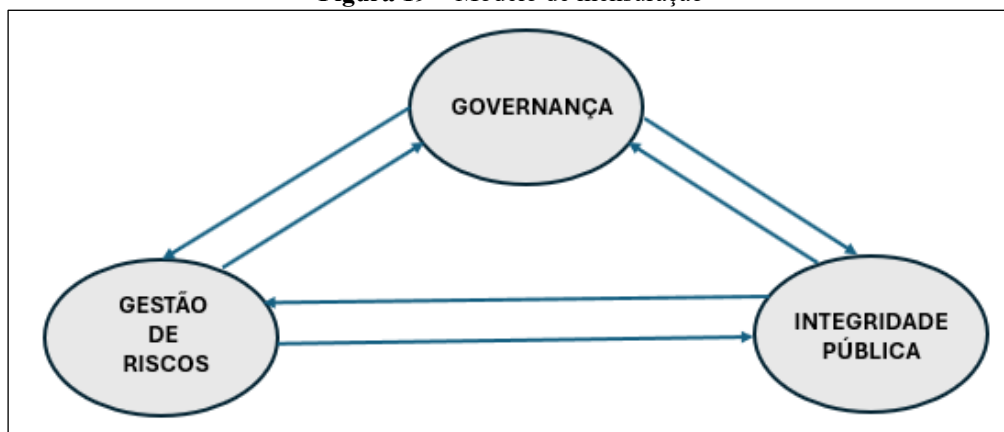 GOVERNANÇA
GESTÃO
DE
RISCOS
INTEGRIDADE
PÚBLICA